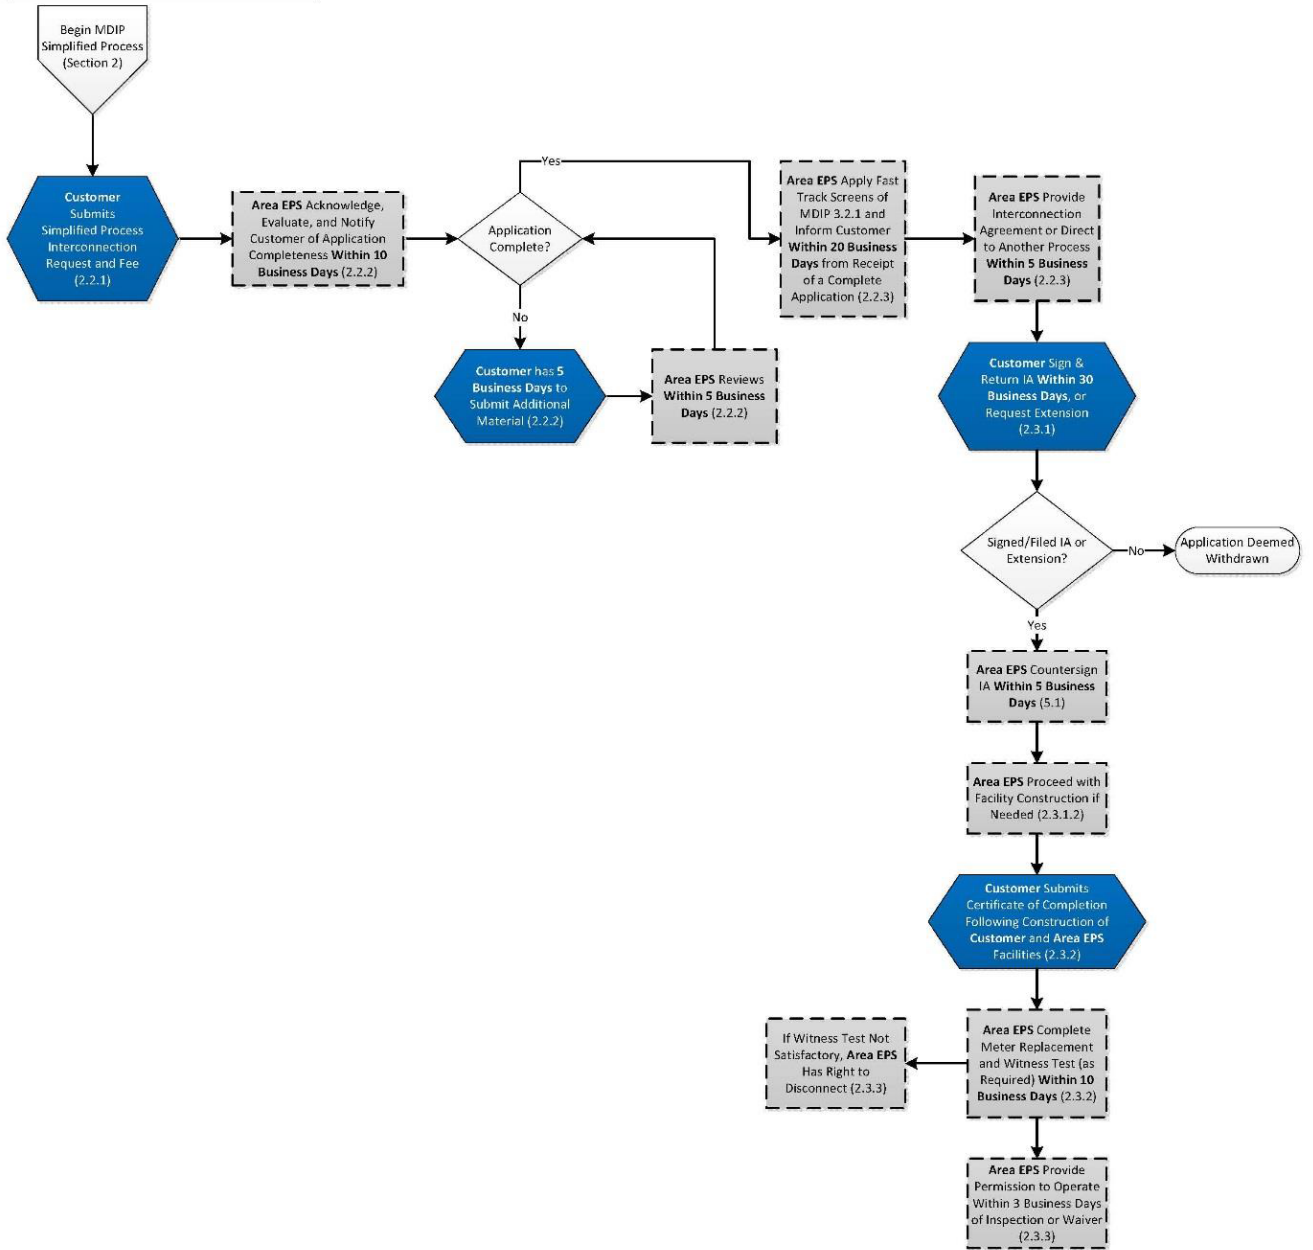 Begin MDIP
Simplified Process
(Section 2)
Customer
Submits
Simplified Process
Interconnection
Request and Fee
(2.2.1)
Area EPS Acknowledge,
Evaluate, and Notify
Customer of Application
Completeness Within 10
Business Days (2.2.2)
Application
Complete?
Yes
No
Customer has 5
Business Days to
Submit Additional
Material (2.2.2)
Area EPS Reviews
Within 5 Business
Days (2.2.2)
Area EPS Apply Fast
Track Screens of
MDIP 3.2.1 and
Inform Customer
Within 20 Business
Days from Receipt
of a Complete
Application (2.2.3)
Area EPS Provide
Interconnection
Agreement or Direct
to Another Process
Within 5 Business
Days (2.2.3)
Customer Sign &
Return IA Within 30
Business Days, or
Request Extension
(2.3.1)
Signed/Filed IA or
Extension?
No
Application Deemed
Withdrawn
Yes
Area EPS Countersign
IA Within 5 Business
Days (5.1)
Area EPS Proceed with
Facility Construction if
Needed (2.3.1.2)
Customer Submits
Certificate of Completion
Following Construction of
Customer and Area EPS
Facilities (2.3.2)
Area EPS Complete
Meter Replacement
and Witness Test (as
Required) Within 10
Business Days (2.3.2)
If Witness Test Not
Satisfactory, Area EPS
Has Right to
Disconnect (2.3.3)
Area EPS Provide
Permission to Operate
Within 3 Business Days
of Inspection or Waiver
(2.3.3)